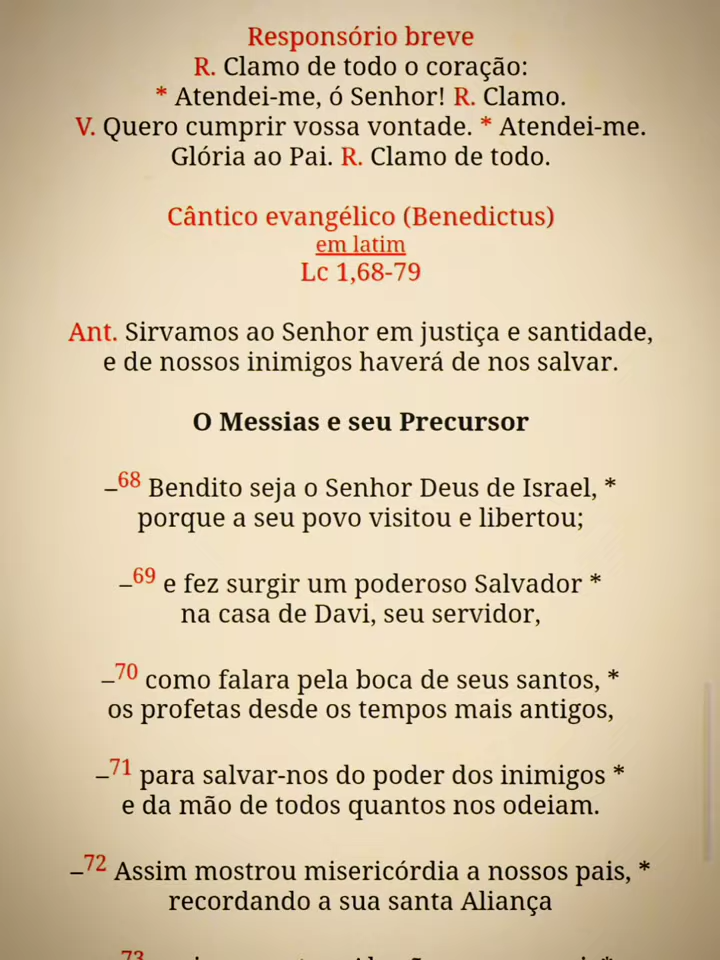 Responsório breve
R. Clamo de todo o coração:
* Atendei-me, ó Senhor! R. Clamo.
V. Quero cumprir vossa vontade. * Atendei-me.
Glória ao Pai. R. Clamo de todo.
Cântico evangélico (Benedictus)
em latim
Lc 1,68-79
Ant. Sirvamos ao Senhor em justiça e santidade,
e de nossos inimigos haverá de nos salvar.
O Messias e seu Precursor
–68 Bendito seja o Senhor Deus de Israel, *
porque a seu povo visitou e libertou;
–69 e fez surgir um poderoso Salvador *
na casa de Davi, seu servidor,
–70 como falara pela boca de seus santos, *
os profetas desde os tempos mais antigos,
–71 para salvar-nos do poder dos inimigos *
e da mão de todos quantos nos odeiam.
–72 Assim mostrou misericórdia a nossos pais, *
recordando a sua santa Aliança
73